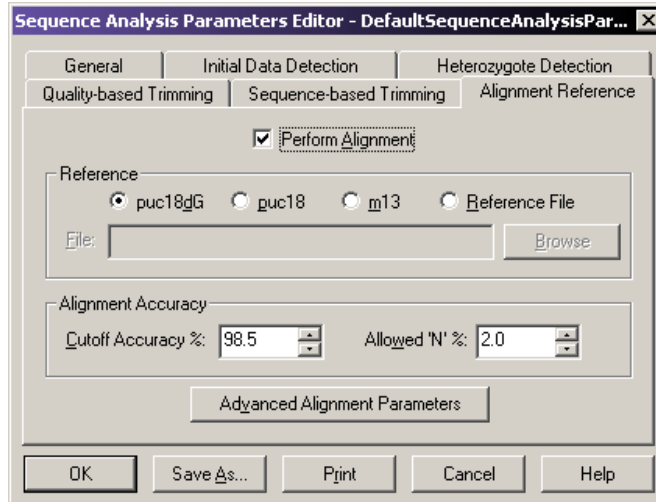 Sequence Analysis Parameters Editor - DefaultSequenceAnalysisPar...
General Initial Data Detection Heterozygote Detection
Quality-based Trimming Sequence-based Trimming Alignment Reference
Perform Alignment
Reference
puc18dG puc18 m13 Reference File
File: Browse
Alignment Accuracy
Cutoff Accuracy %: 98.5 Allowed 'N' %: 2.0
Advanced Alignment Parameters
OK Save As... Print Cancel Help